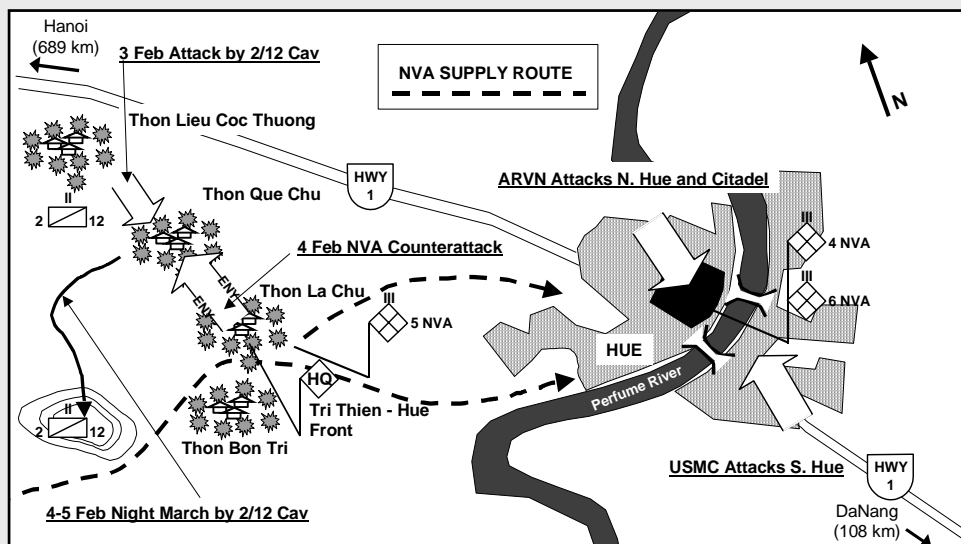 Hanoi
(689 km)
3 Feb Attack by 2/12 Cav
NVA SUPPLY ROUTE
N
Thon Lieu Coc Thuong
HWY
1
ARVN Attacks N. Hue and Citadel
II
2 12
Thon Que Chu
III
4 NVA
4 Feb NVA Counterattack
ENY
ENY
Thon La Chu
III
5 NVA
III
6 NVA
HUE
HQ
Tri Thien - Hue
Front
Perfume River
II
2 12
Thon Bon Tri
USMC Attacks S. Hue
HWY
1
4-5 Feb Night March by 2/12 Cav
DaNang
(108 km)